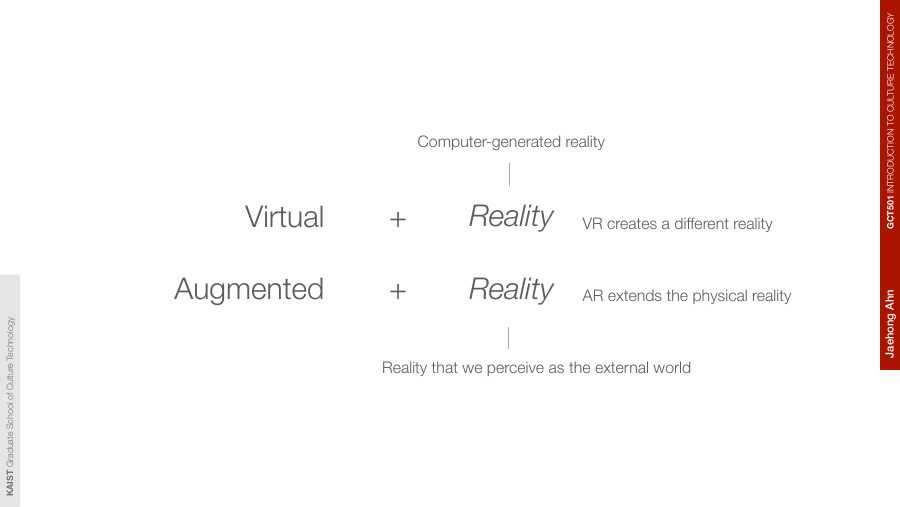 Computer-generated reality
Virtual + Reality VR creates a different reality
Augmented + Reality AR extends the physical reality
Reality that we perceive as the external world
GCT501 INTRODUCTION TO CULTURE TECHNOLOGY
Jaehong Ahn
KAIST Graduate School of Culture Technology